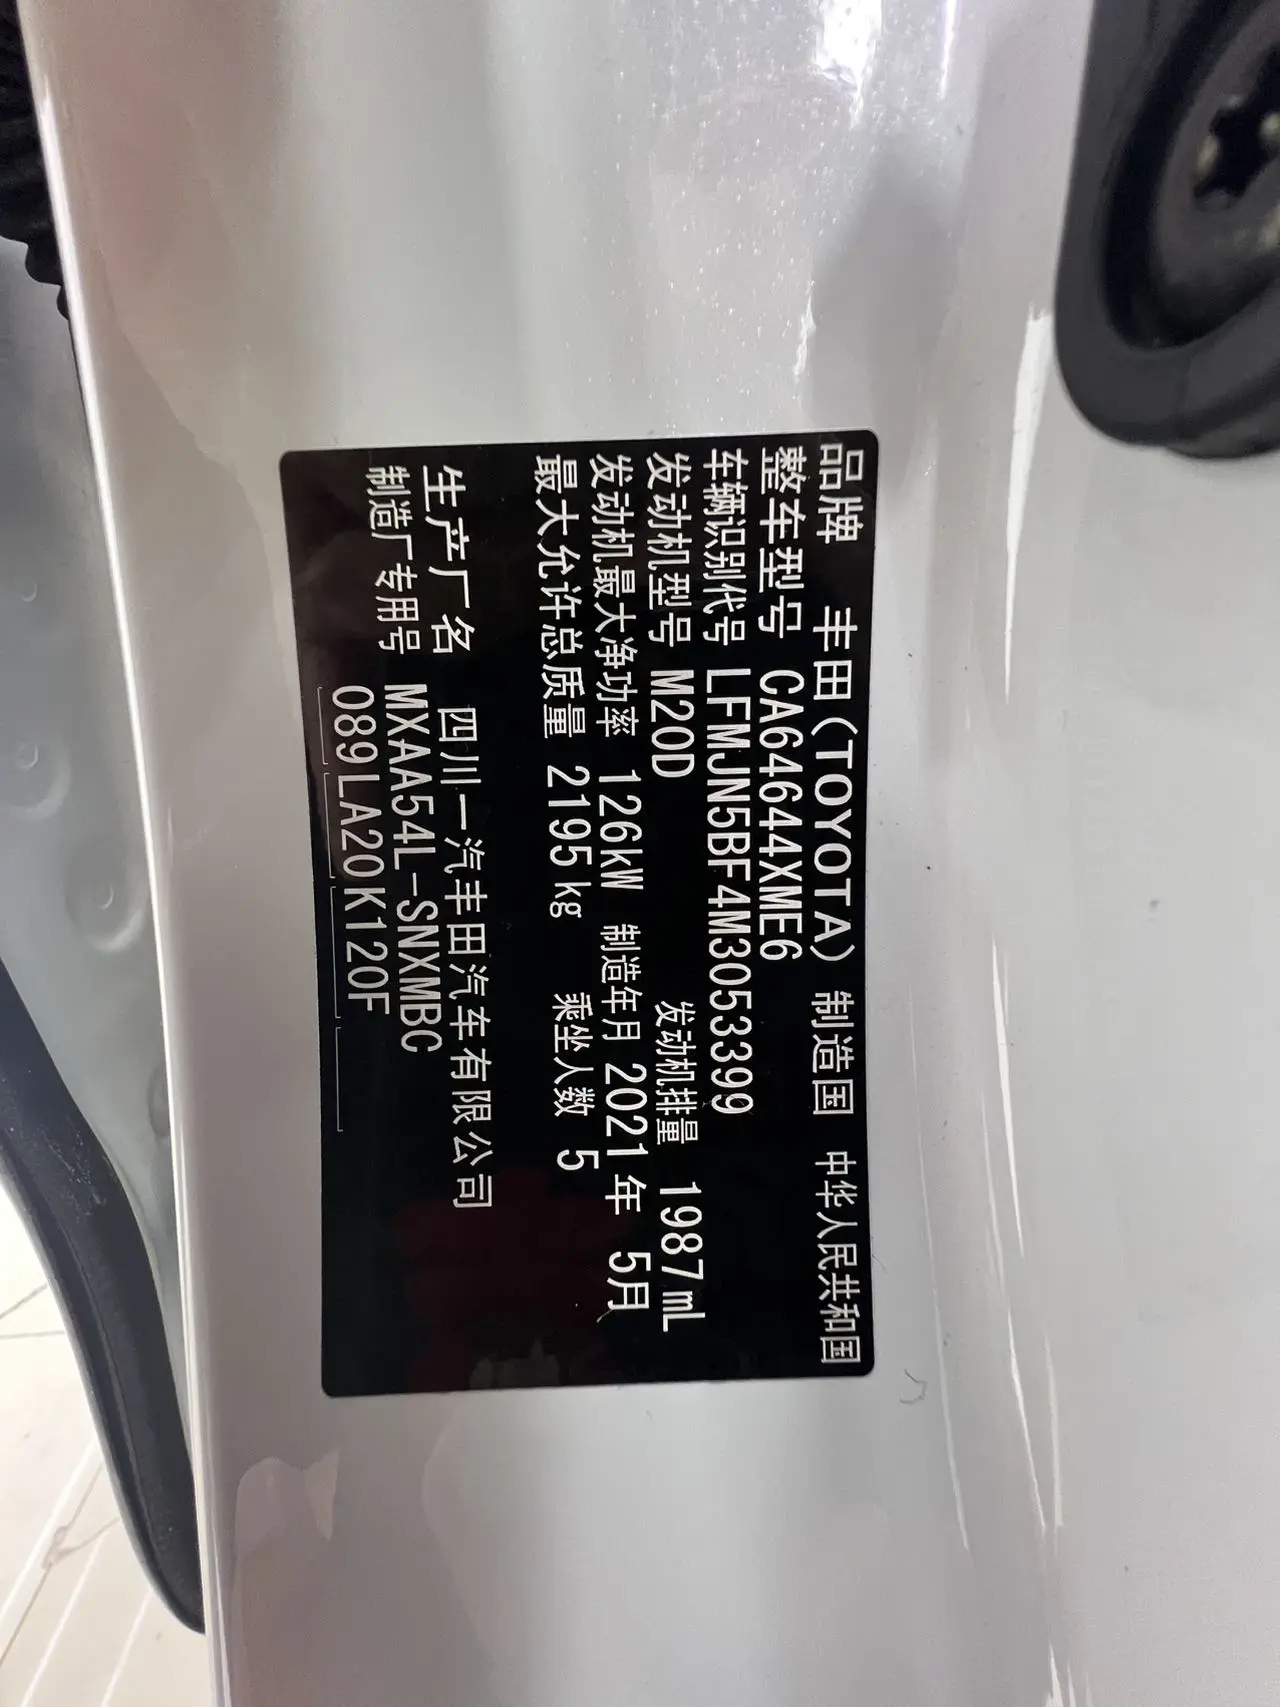 品牌 丰田(TOYOTA) 制造国 中华人民共和国
整车型号 CA64644XME6
车辆识别代号 LFMJN5BF4M3053399
发动机型号 M20D 发动机排量 1987mL
发动机最大净功率 126kW 制造年月 2021年 5月
最大允许总质量 2195kg 乘坐人数 5
生产厂名 四川一汽丰田汽车有限公司
制造厂专用号 MXAA54L-SNXMBC
089LA20K120F